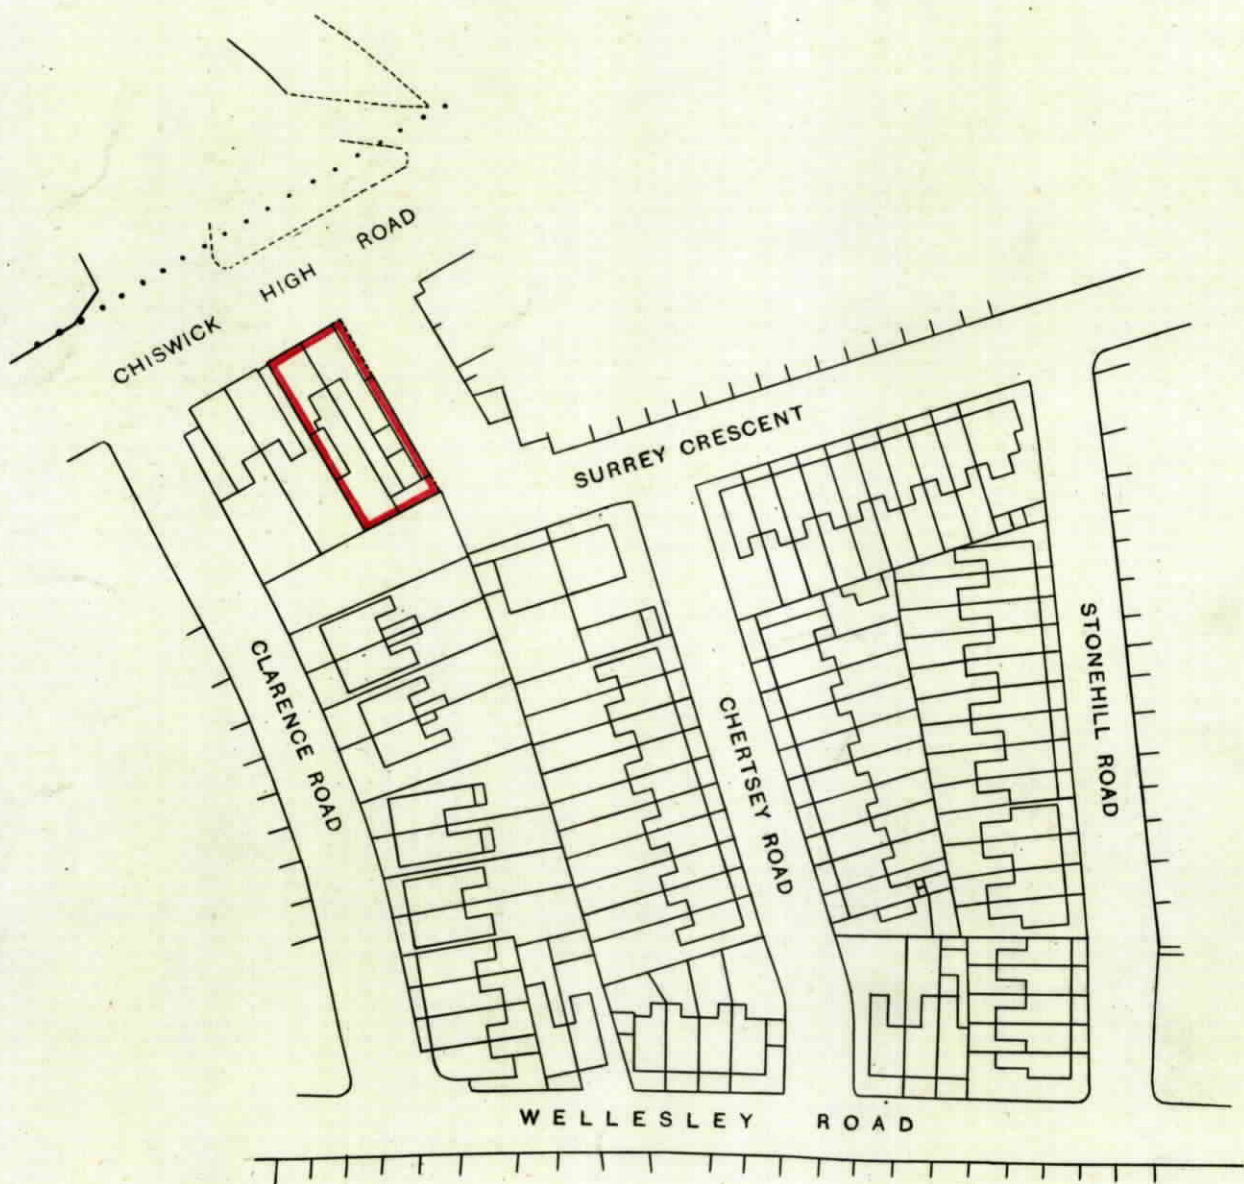 CHISWICK HIGH ROAD
SURREY CRESCENT
CLARENCE ROAD
CHERTSEY ROAD
STONEHILL ROAD
WELLESLEY ROAD